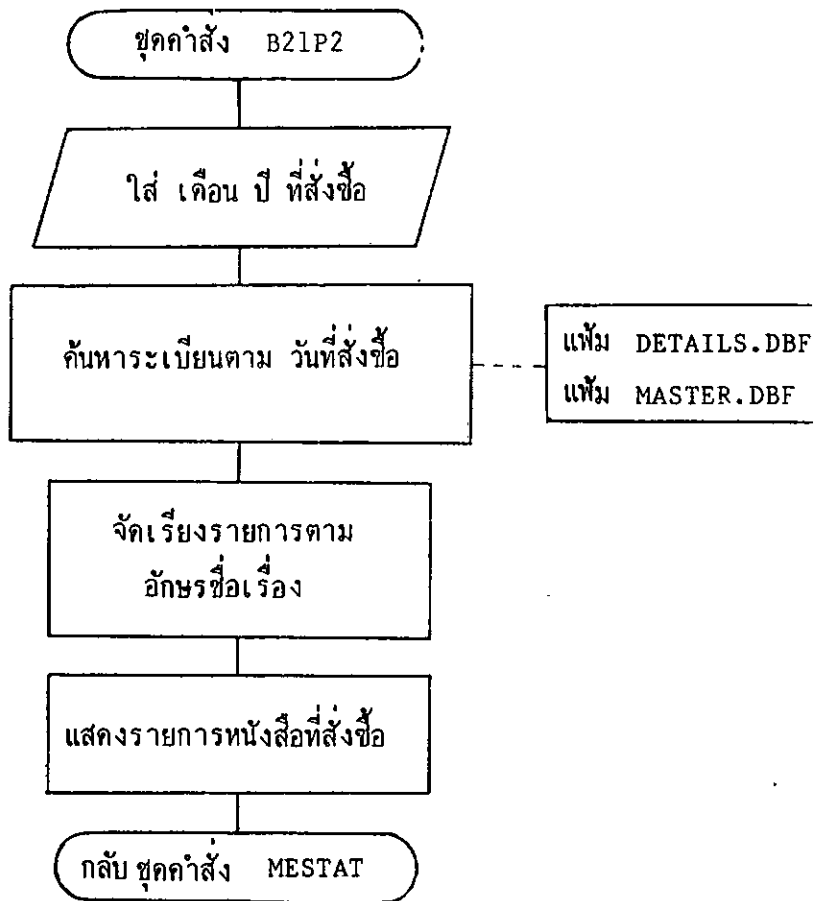 ชุดคำสั่ง B21P2
ใส่ เดือน ปี ที่สั่งซื้อ
ค้นหาระเบียนตาม วันที่สั่งซื้อ
แฟ้ม DETAILS.DBF
แฟ้ม MASTER.DBF
จัดเรียงรายการตาม
อักษรชื่อเรื่อง
แสดงรายการหนังสือที่สั่งซื้อ
กลับ ชุดคำสั่ง MESTAT